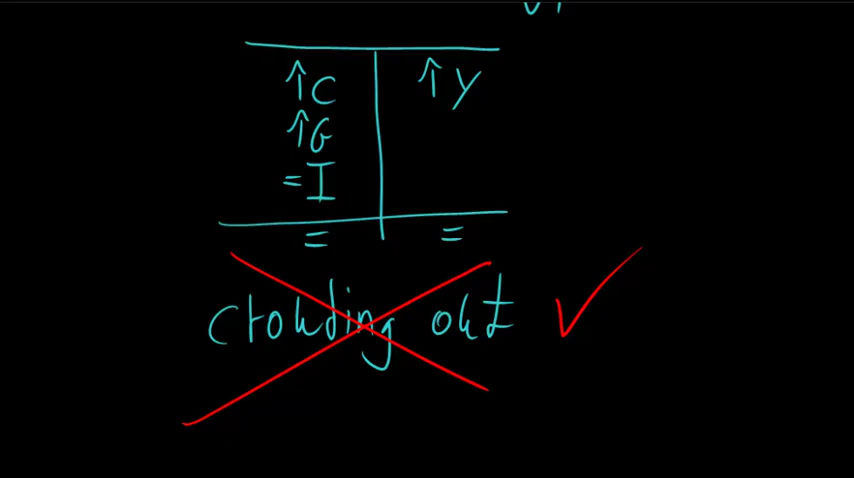 ↑C ↑Y
↑G
=I
= =
crowding out